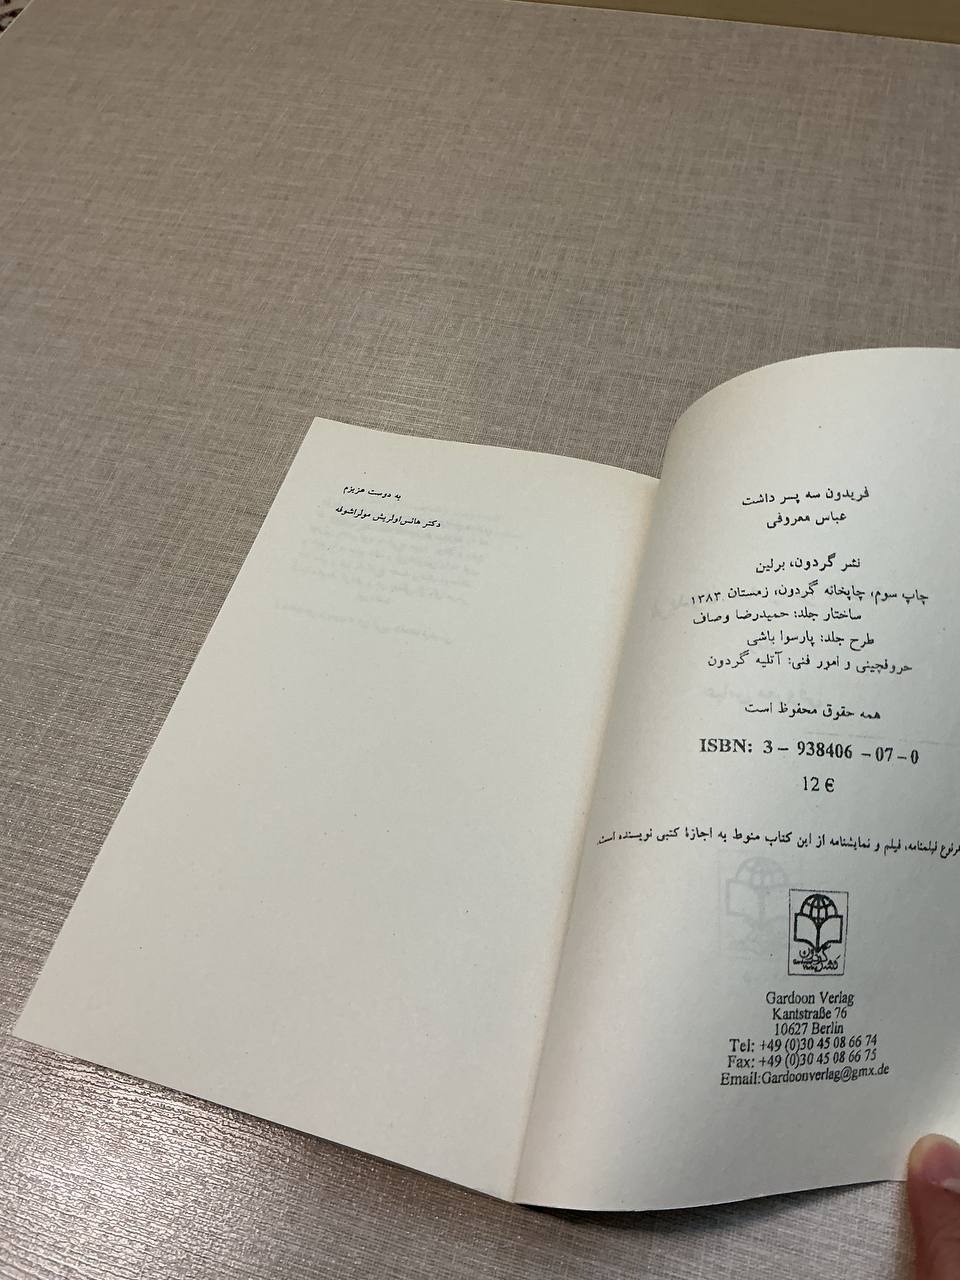 فریدون سه پسر داشت
عباس معروفی
نشر گردون، برلین
چاپ سوم، چاپخانه گردون، زمستان ۱۳۸۳
ساختار جلد: حمیدرضا وصاف
طرح جلد: پارسوا باشی
حروفچینی و امور فنی: آتلیه گردون
همه حقوق محفوظ است
ISBN: 3 – 938406 – 07 – 0
12 €
هرنوع فیلمنامه، فیلم و نمایشنامه از این کتاب منوط به اجازهٔ کتبی نویسنده است.
نشر گردون
Gardoon Verlag
Kantstraße 76
10627 Berlin
Tel: +49 (0)30 45 08 66 74
Fax: +49 (0)30 45 08 66 75
Email:Gardoonverlag@gmx.de
به دوست عزیزم
دکتر هانس‌اولریش مولراشوفه